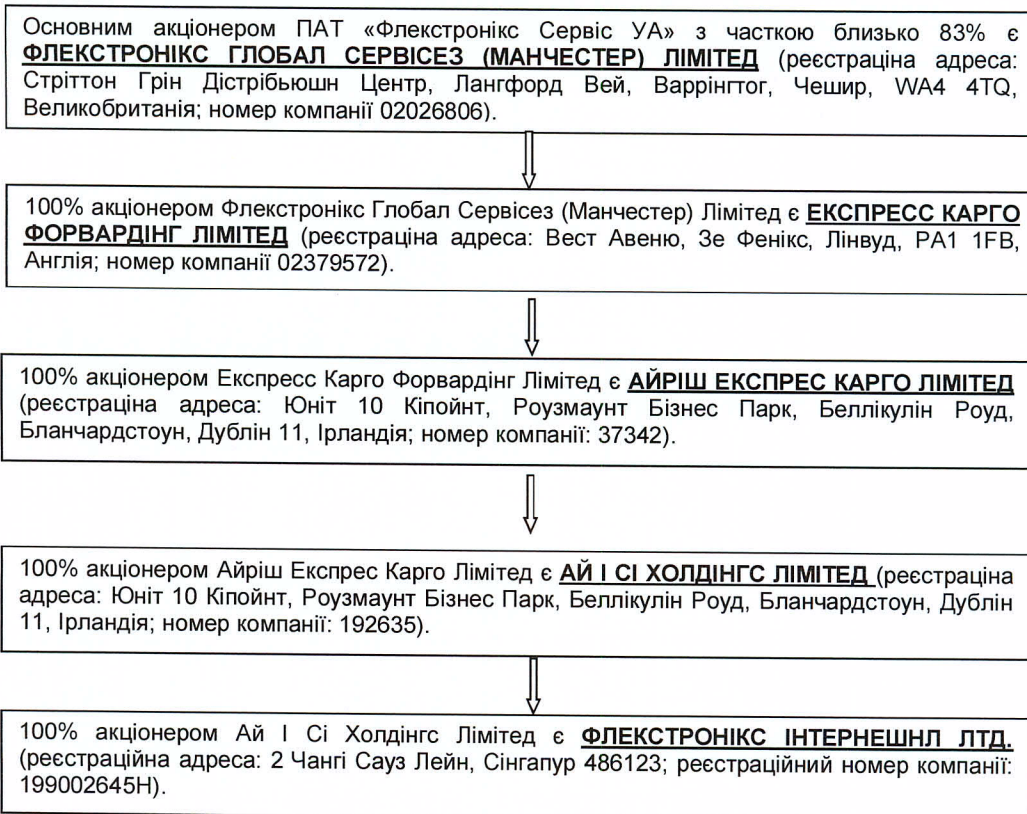 Основним акціонером ПАТ «Флекстронікс Сервіс УА» з часткою близько 83% є
ФЛЕКСТРОНІКС ГЛОБАЛ СЕРВІСЕЗ (МАНЧЕСТЕР) ЛІМІТЕД (реєстраціна адреса:
Стріттон Грін Дістрібьюшн Центр, Лангфорд Вей, Варрінгтог, Чешир, WA4 4TQ,
Великобританія; номер компанії 02026806).
100% акціонером Флекстронікс Глобал Сервісез (Манчестер) Лімітед є ЕКСПРЕСС КАРГО
ФОРВАРДІНГ ЛІМІТЕД (реєстраціна адреса: Вест Авеню, Зе Фенікс, Лінвуд, PA1 1FB,
Англія; номер компанії 02379572).
100% акціонером Експресс Карго Форвардінг Лімітед є АЙРІШ ЕКСПРЕС КАРГО ЛІМІТЕД
(реєстраціна адреса: Юніт 10 Кіпойнт, Роузмаунт Бізнес Парк, Беллікулін Роуд,
Бланчардстоун, Дублін 11, Ірландія; номер компанії: 37342).
100% акціонером Айріш Експрес Карго Лімітед є АЙ І СІ ХОЛДІНГС ЛІМІТЕД (реєстраціна
адреса: Юніт 10 Кіпойнт, Роузмаунт Бізнес Парк, Беллікулін Роуд, Бланчардстоун, Дублін
11, Ірландія; номер компанії: 192635).
100% акціонером Ай І Сі Холдінгс Лімітед є ФЛЕКСТРОНІКС ІНТЕРНЕШНЛ ЛТД.
(реєстраційна адреса: 2 Чангі Сауз Лейн, Сінгапур 486123; реєстраційний номер компанії:
199002645H).